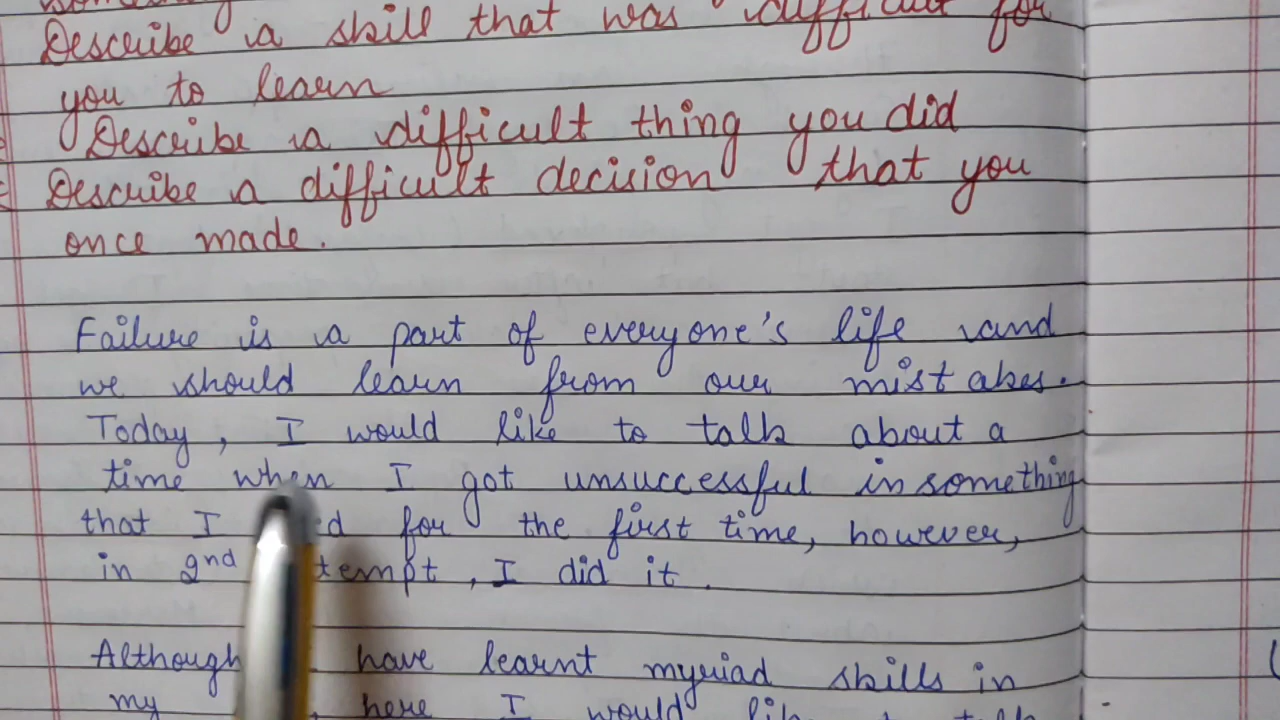 Describe a skill that was difficult for
you to learn
Describe a difficult thing you did
Describe a difficult decision that you
once made.
Failure is a part of everyone's life and
we should learn from our mistakes.
Today, I would like to talk about a
time when I got unsuccessful in something
that I for the first time, however,
in 2nd , I did it.
Although have learnt myriad skills in
my here I would